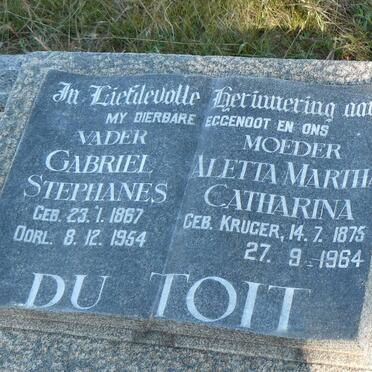 In Liefdevolle Herinnering aan
MY DIERBARE EGGENOOT EN ONS
VADER
GABRIEL
STEPHANES
GEB. 23.1.1867
OORL. 8.12.1954
MOEDER
ALETTA MARTHA
CATHARINA
GEB. KRUGER, 14.7.1875
27.9.1964
DU TOIT